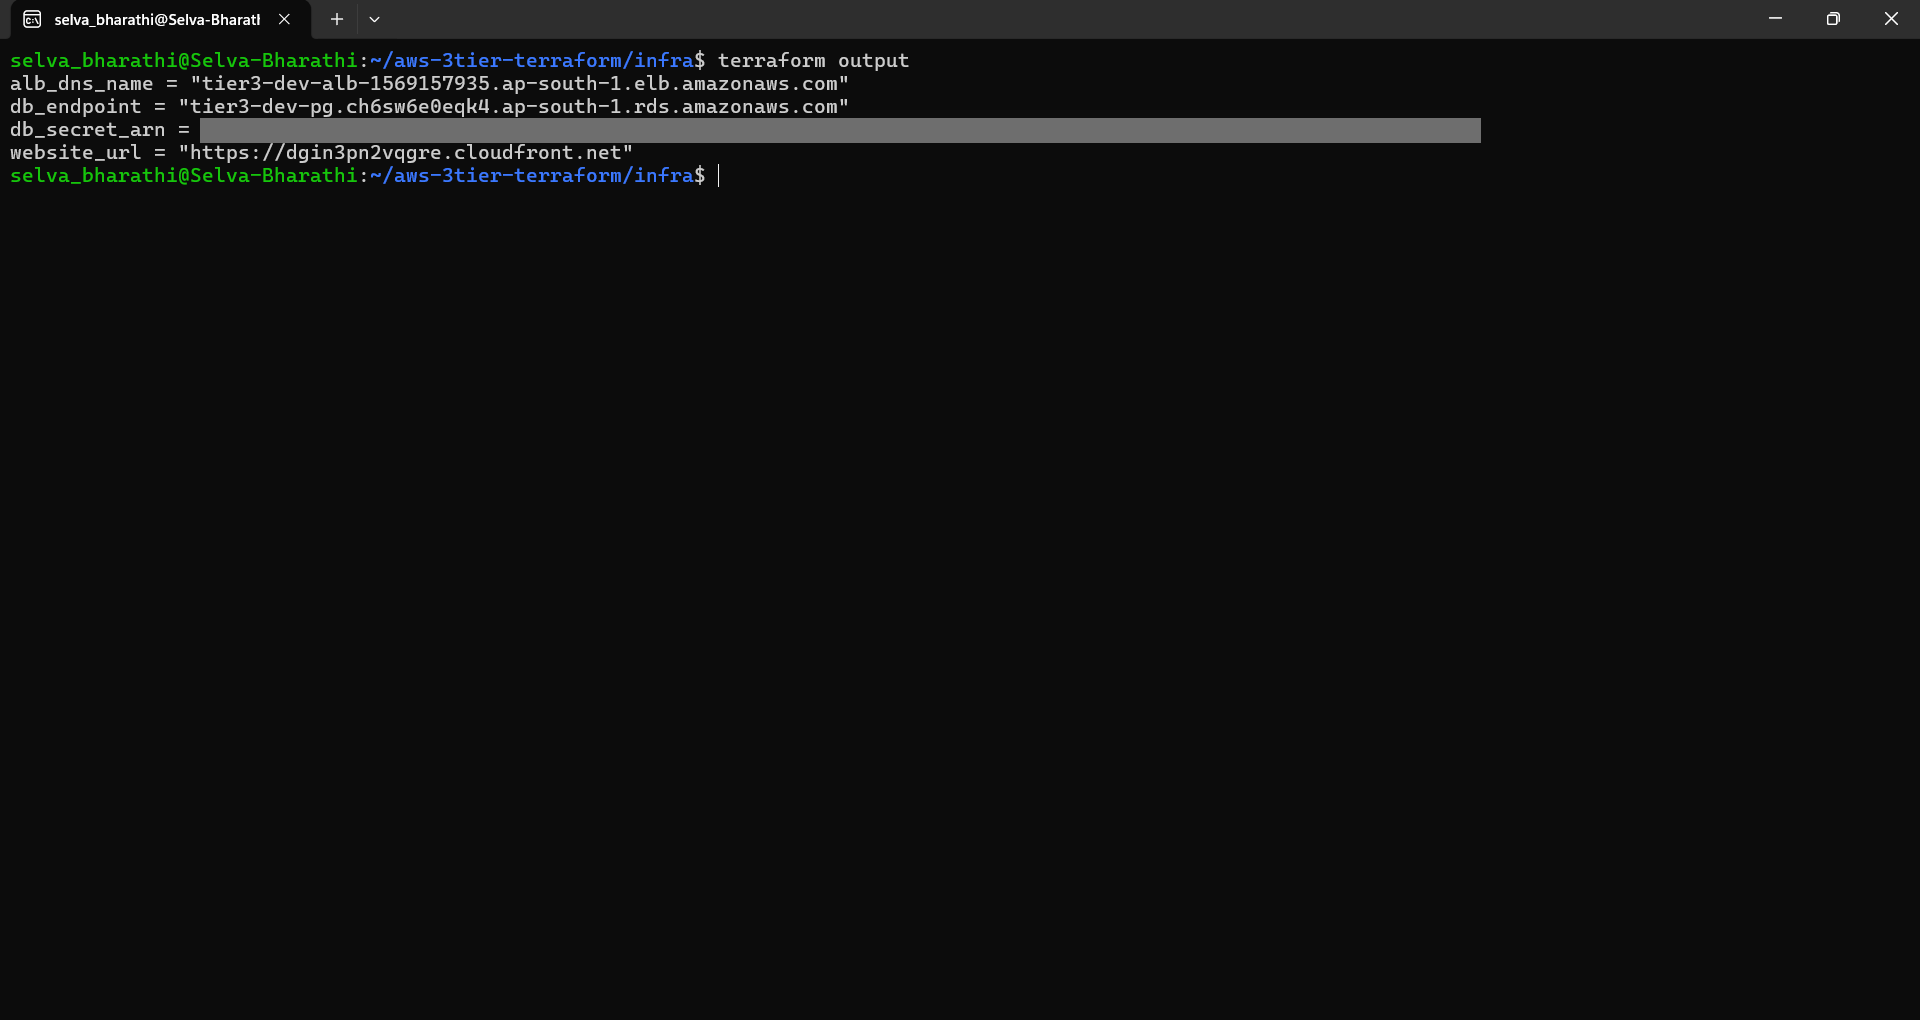 selva_bharathi@Selva-Bharatl
selva_bharathi@Selva-Bharathi:~/aws-3tier-terraform/infra$ terraform output
alb_dns_name = "tier3-dev-alb-1569157935.ap-south-1.elb.amazonaws.com"
db_endpoint = "tier3-dev-pg.ch6sw6e0eqk4.ap-south-1.rds.amazonaws.com"
db_secret_arn =
website_url = "https://dgin3pn2vqgre.cloudfront.net"
selva_bharathi@Selva-Bharathi:~/aws-3tier-terraform/infra$